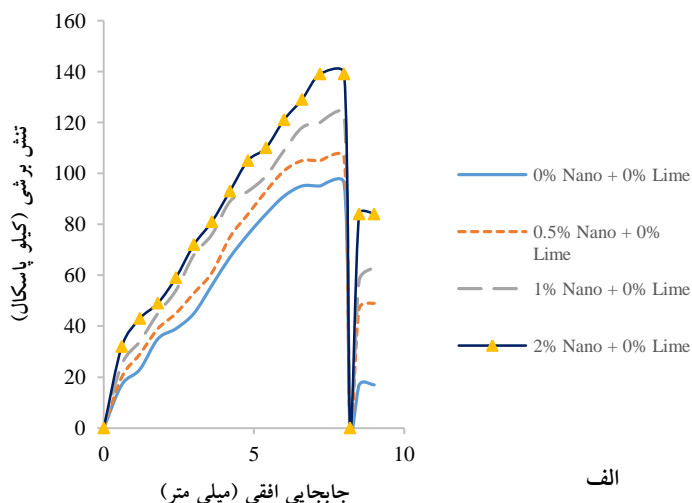 160
140
120
100
80
60
40
20
0
تنش برشی (کیلو پاسکال)
0
5
10
جابجایی افقی (میلی متر)
0% Nano + 0% Lime
0.5% Nano + 0%
Lime
1% Nano + 0% Lime
2% Nano + 0% Lime
الف